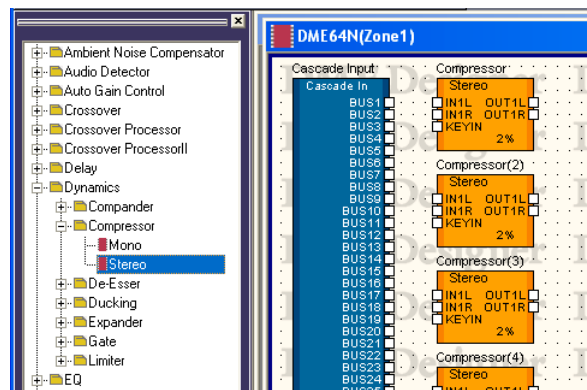 Ambient Noise Compensator
Audio Detector
Auto Gain Control
Crossover
Crossover Processor
Crossover ProcessorII
Delay
Dynamics
Compander
Compressor
Mono
Stereo
De-Esser
Ducking
Expander
Gate
Limiter
EQ
DME64N(Zone1)
Cascade Input
Cascade In
BUS1
BUS2
BUS3
BUS4
BUS5
BUS6
BUS7
BUS8
BUS9
BUS10
BUS11
BUS12
BUS13
BUS14
BUS15
BUS16
BUS17
BUS18
BUS19
BUS20
BUS21
BUS22
BUS23
BUS24
Compressor
Stereo
IN1L OUT1L
IN1R OUT1R
KEYIN
2%
Compressor(2)
Stereo
IN1L OUT1L
IN1R OUT1R
KEYIN
2%
Compressor(3)
Stereo
IN1L OUT1L
IN1R OUT1R
KEYIN
2%
Compressor(4)
Stereo
IN1L OUT1L